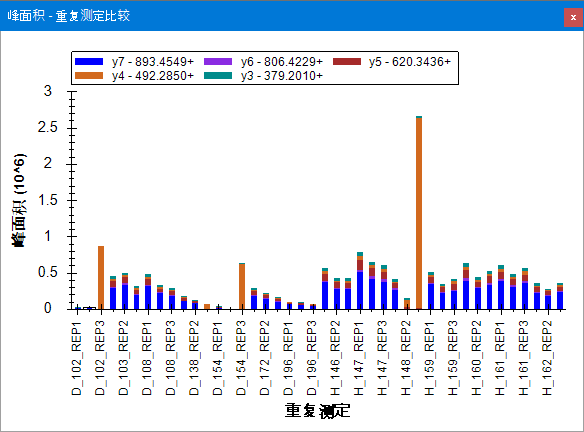 峰面积 - 重复测定比较
x
y7 - 893.4549+ y6 - 806.4229+ y5 - 620.3436+
y4 - 492.2850+ y3 - 379.2010+
峰面积 (10^6)
3
2.5
2
1.5
1
0.5
0
D_102_REP1
D_102_REP3
D_103_REP2
D_108_REP1
D_108_REP3
D_138_REP2
D_154_REP1
D_154_REP3
D_172_REP2
D_196_REP1
D_196_REP3
H_146_REP2
H_147_REP1
H_147_REP3
H_148_REP2
H_159_REP1
H_159_REP3
H_160_REP2
H_161_REP1
H_161_REP3
H_162_REP2
重复测定